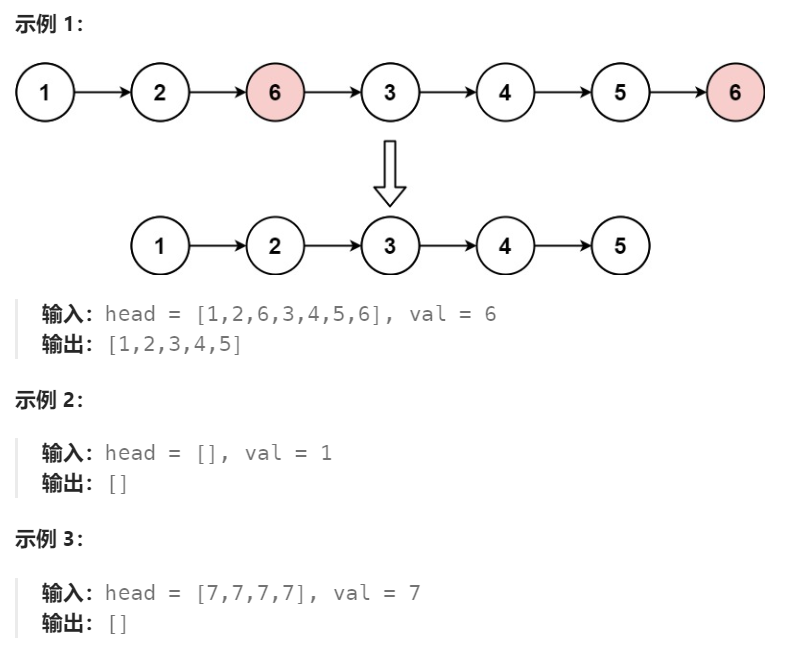 示例 1：
1 2 6 3 4 5 6
1 2 3 4 5
输入：head = [1,2,6,3,4,5,6], val = 6
输出：[1,2,3,4,5]
示例 2：
输入：head = [], val = 1
输出：[]
示例 3：
输入：head = [7,7,7,7], val = 7
输出：[]